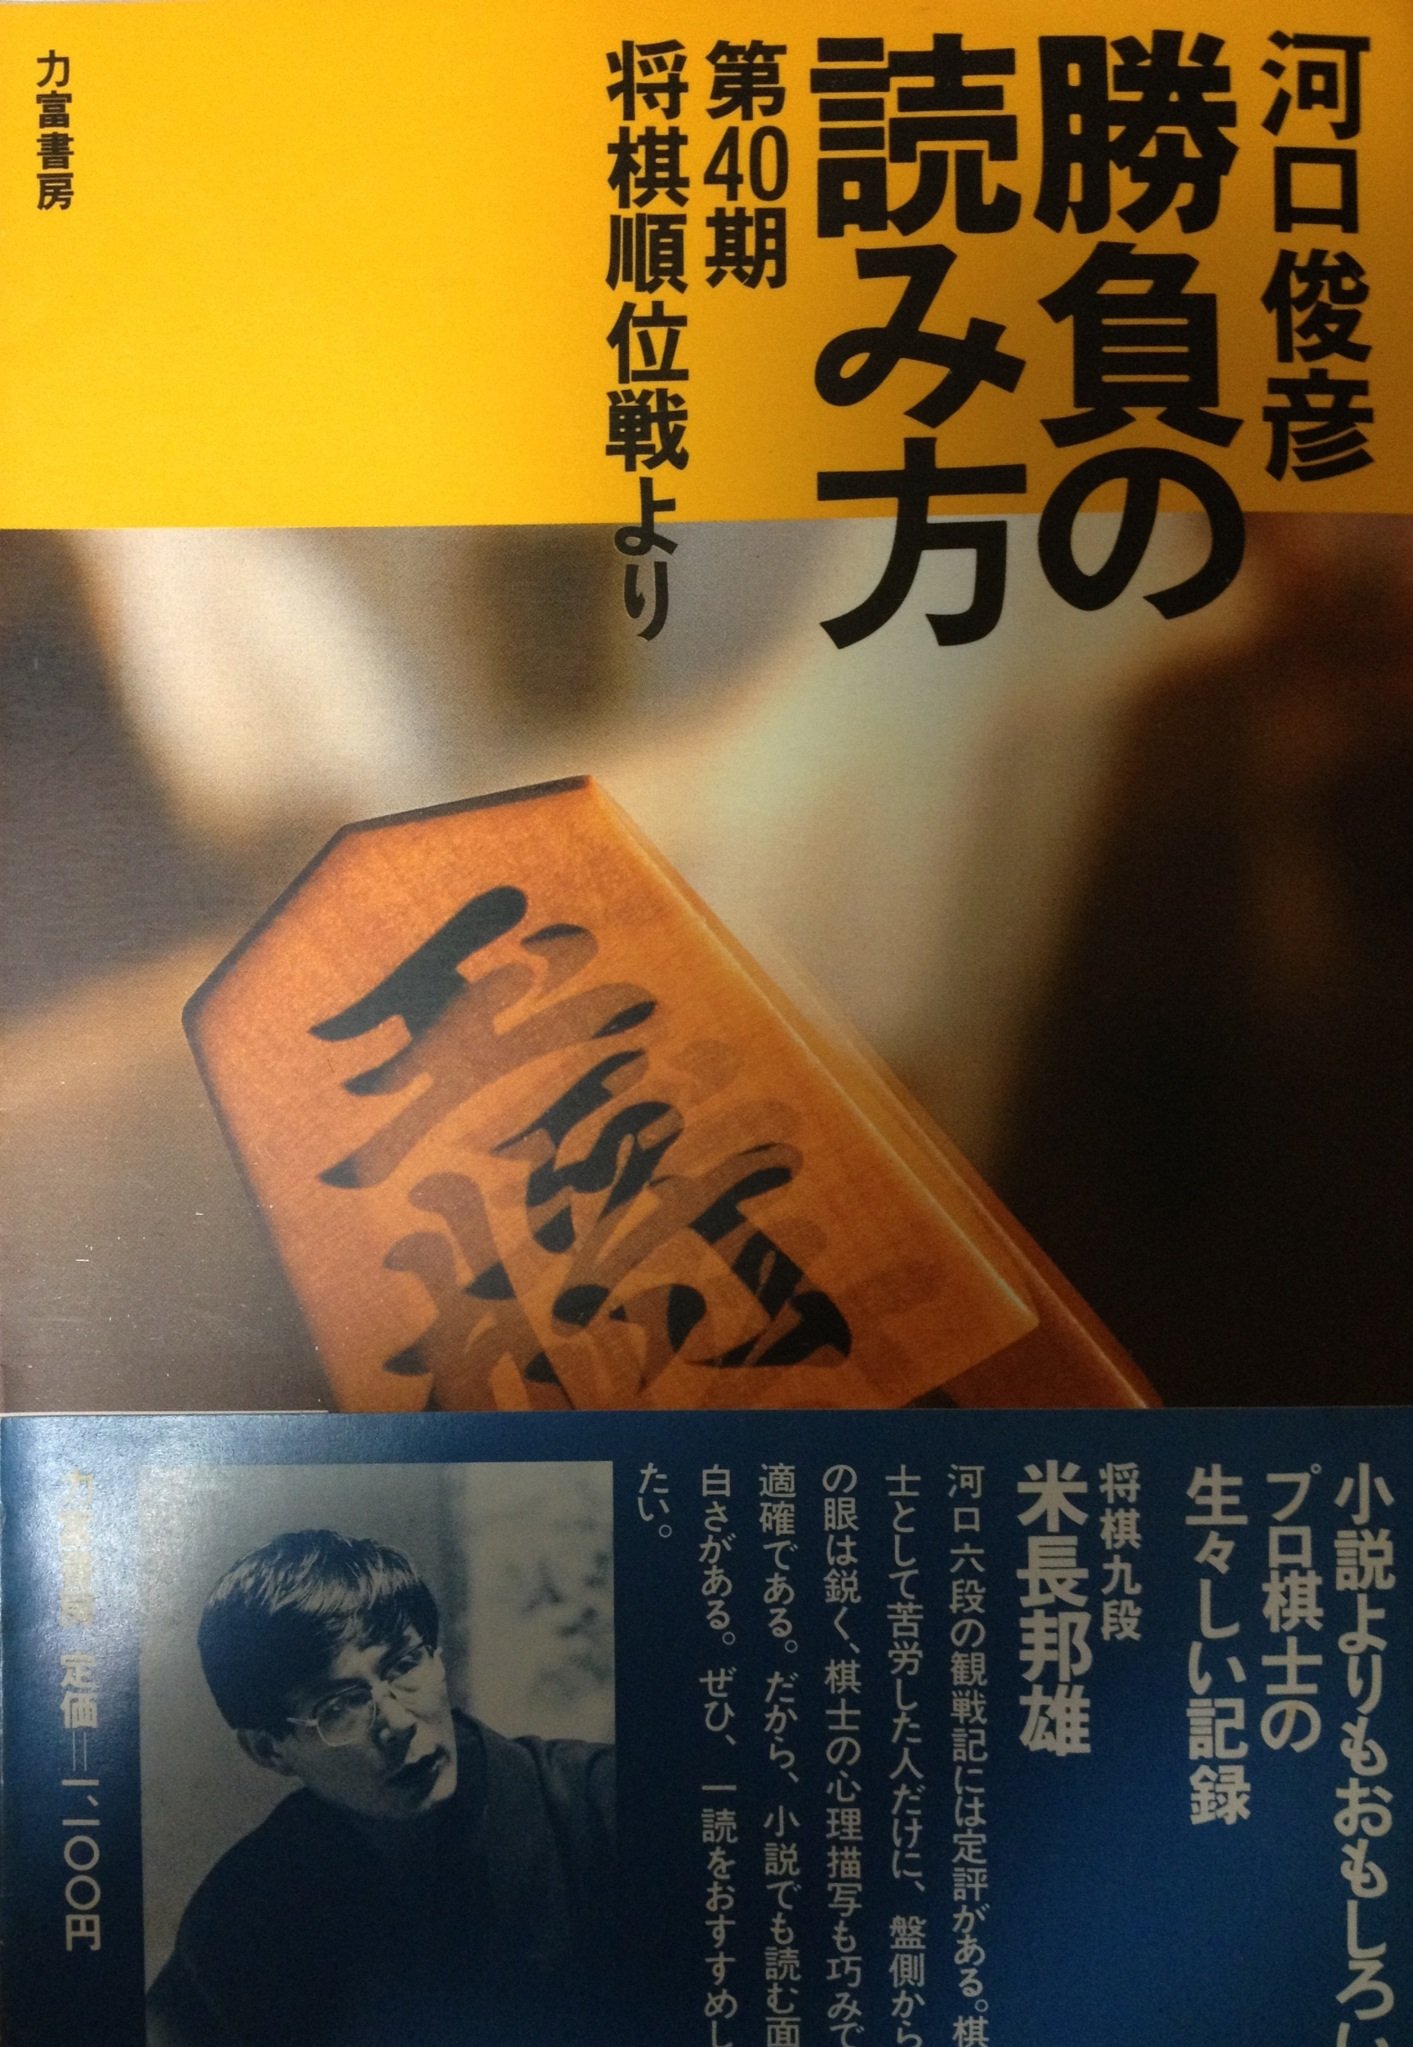 河口俊彦
勝負の
読み方
第40期
将棋順位戦より
力富書房
玉将
小説よりもおもしろい
プロ棋士の
生々しい記録
将棋九段
米長邦雄
河口六段の観戦記には定評がある。棋
士として苦労した人だけに、盤側から
の眼は鋭く、棋士の心理描写も巧みで
適確である。だから、小説でも読む面
白さがある。ぜひ、一読をおすすめし
たい。
力富書房 定価＝一、一〇〇円